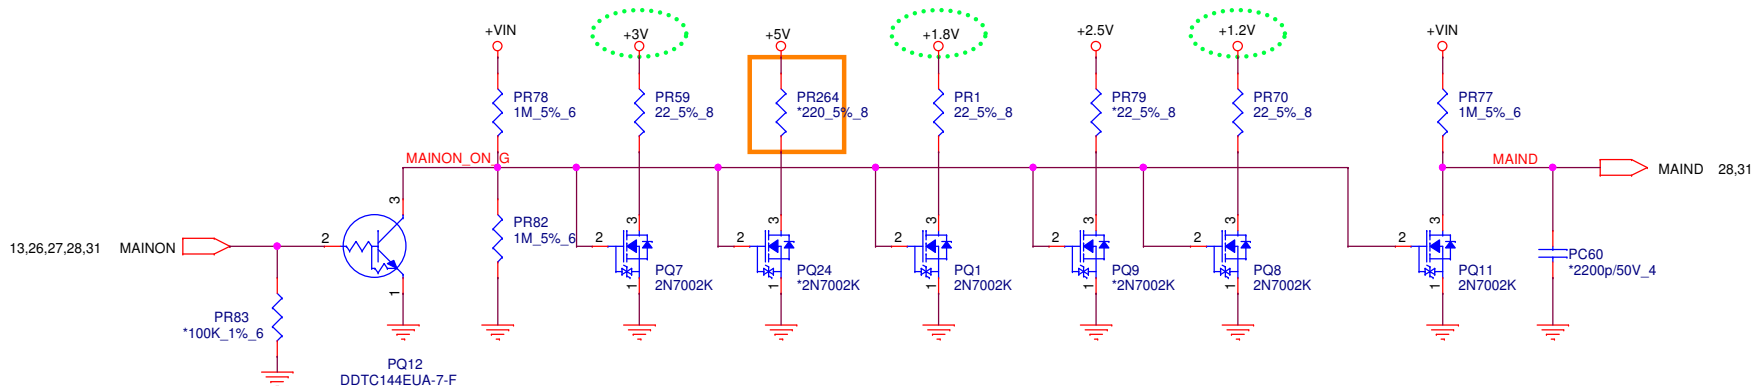 +VIN
+3V
+5V
+1.8V
+2.5V
+1.2V
+VIN
PR78
1M_5%_6
PR59
22_5%_8
PR264
*220_5%_8
PR1
22_5%_8
PR79
*22_5%_8
PR70
22_5%_8
PR77
1M_5%_6
MAINON_ON_G
MAIND
MAIND 28,31
13,26,27,28,31 MAINON
2
3
1
PR82
1M_5%_6
2
3
1
PQ7
2N7002K
2
3
1
PQ24
*2N7002K
2
3
1
PQ1
2N7002K
2
3
1
PQ9
*2N7002K
2
3
1
PQ8
2N7002K
2
3
1
PQ11
2N7002K
PC60
*2200p/50V_4
PR83
*100K_1%_6
PQ12
DDTC144EUA-7-F